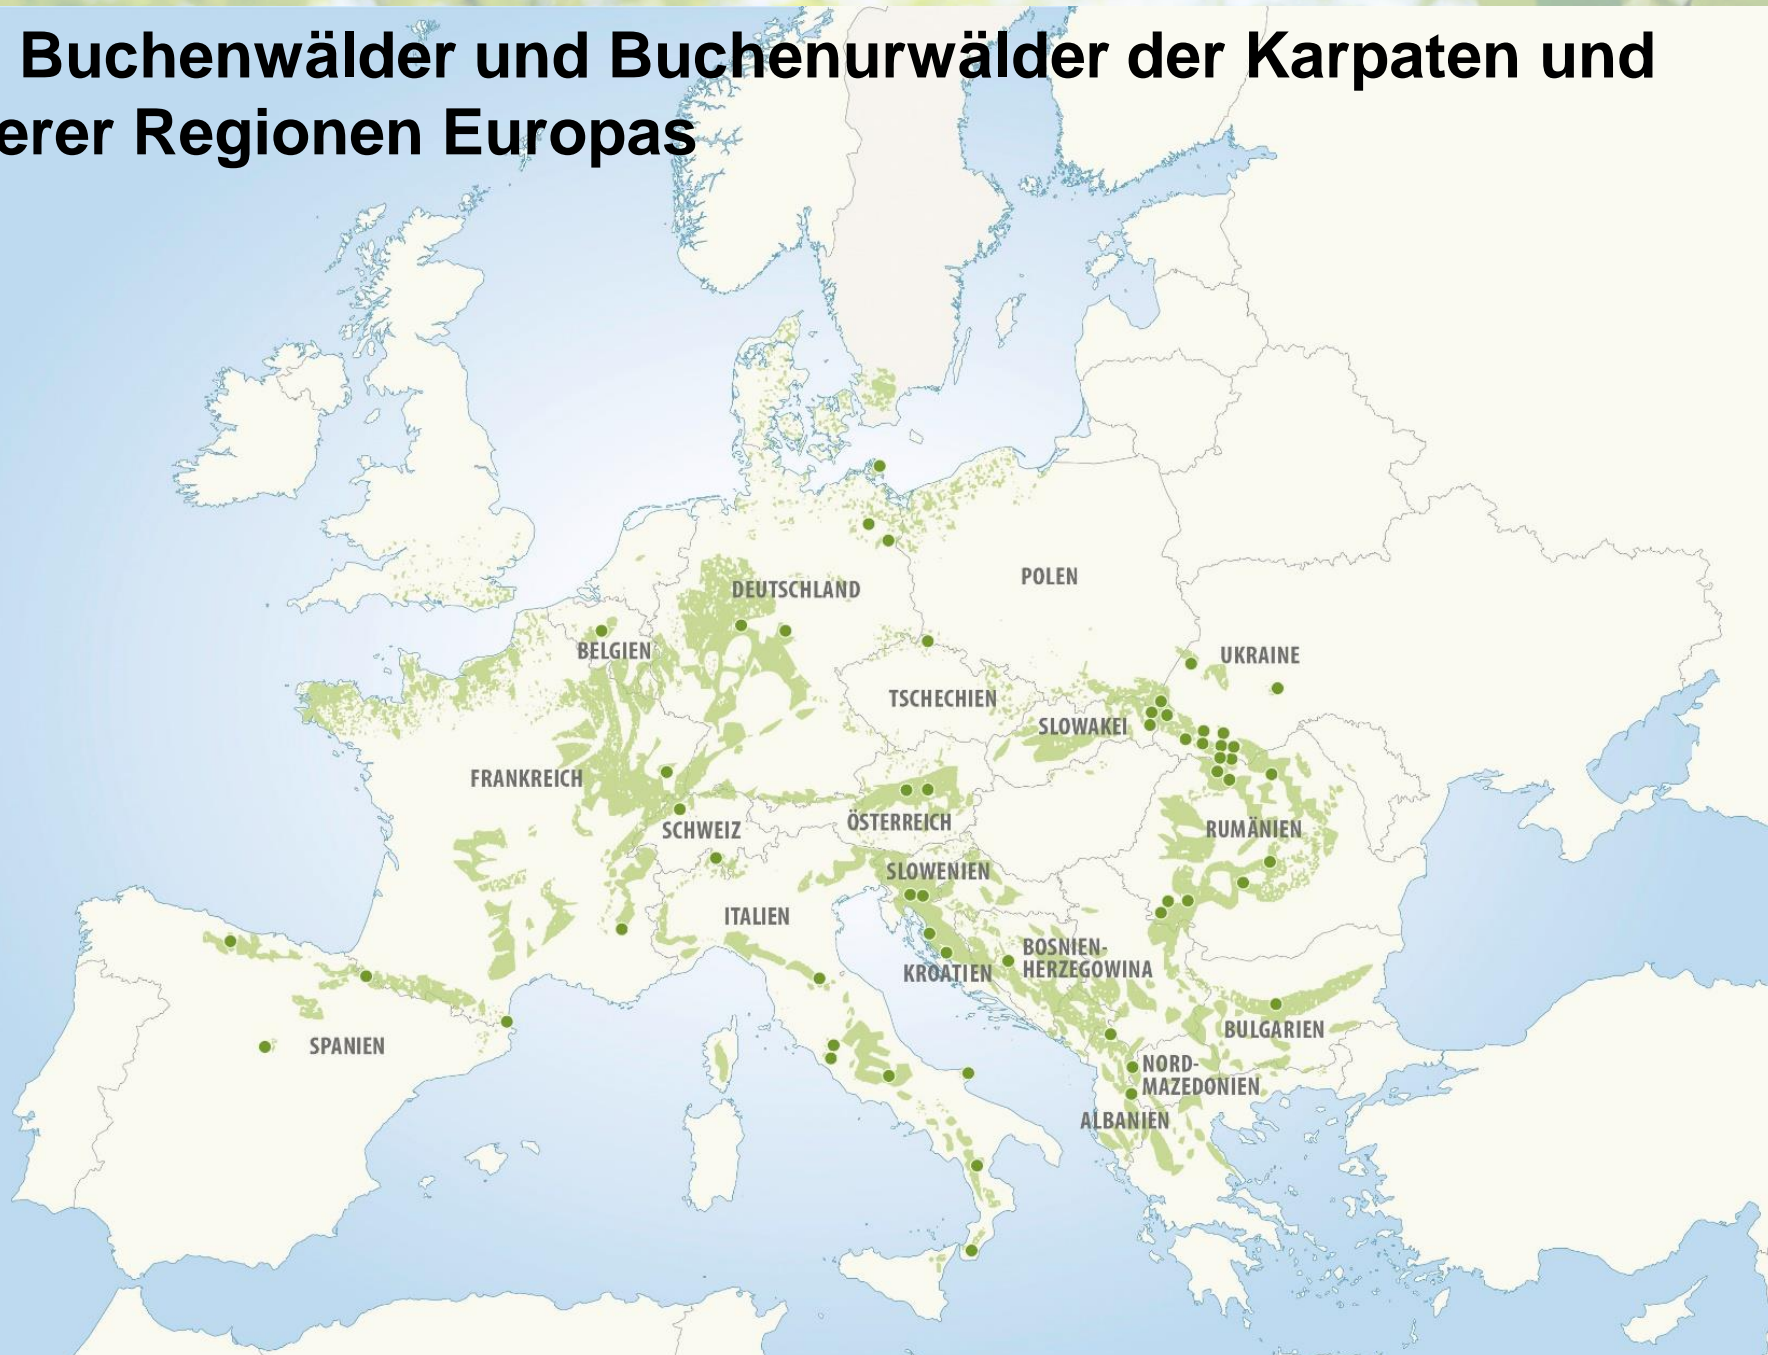 Buchenwälder und Buchenurwälder der Karpaten und
erer Regionen Europas
DEUTSCHLAND
POLEN
BELGIEN
UKRAINE
TSCHECHIEN
SLOWAKEI
FRANKREICH
SCHWEIZ
ÖSTERREICH
RUMÄNIEN
SLOWENIEN
ITALIEN
BOSNIEN-
HERZEGOWINA
KROATIEN
BULGARIEN
SPANIEN
NORD-
MAZEDONIEN
ALBANIEN